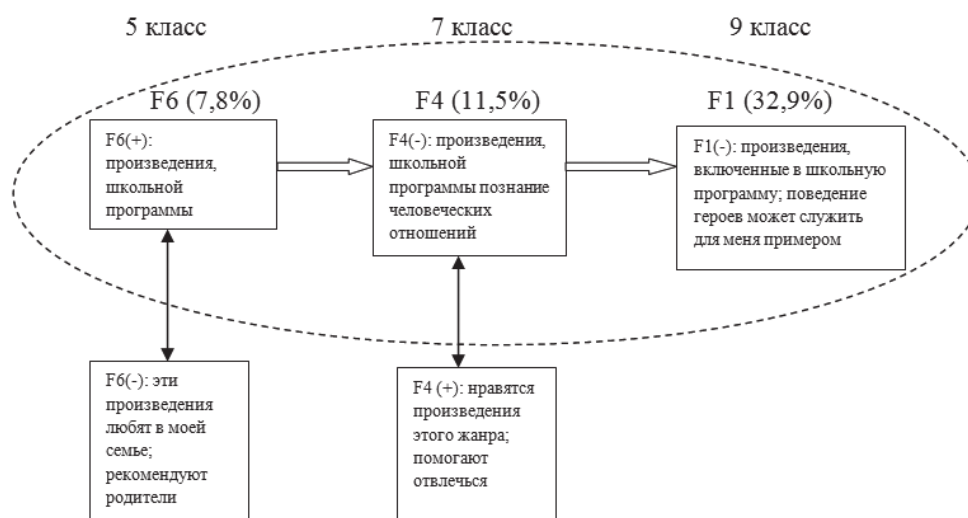 5 класс 7 класс 9 класс
F6 (7,8%) F4 (11,5%) F1 (32,9%)
F6(+):
произведения,
школьной
программы
F4(-): произведения,
школьной
программы познание
человеческих
отношений
F1(-): произведения,
включенные в школьную
программу; поведение
героев может служить
для меня примером
F6(-): эти
произведения
любят в моей
семье;
рекомендуют
родители
F4 (+): нравятся
произведения
этого жанра;
помогают
отвлечься